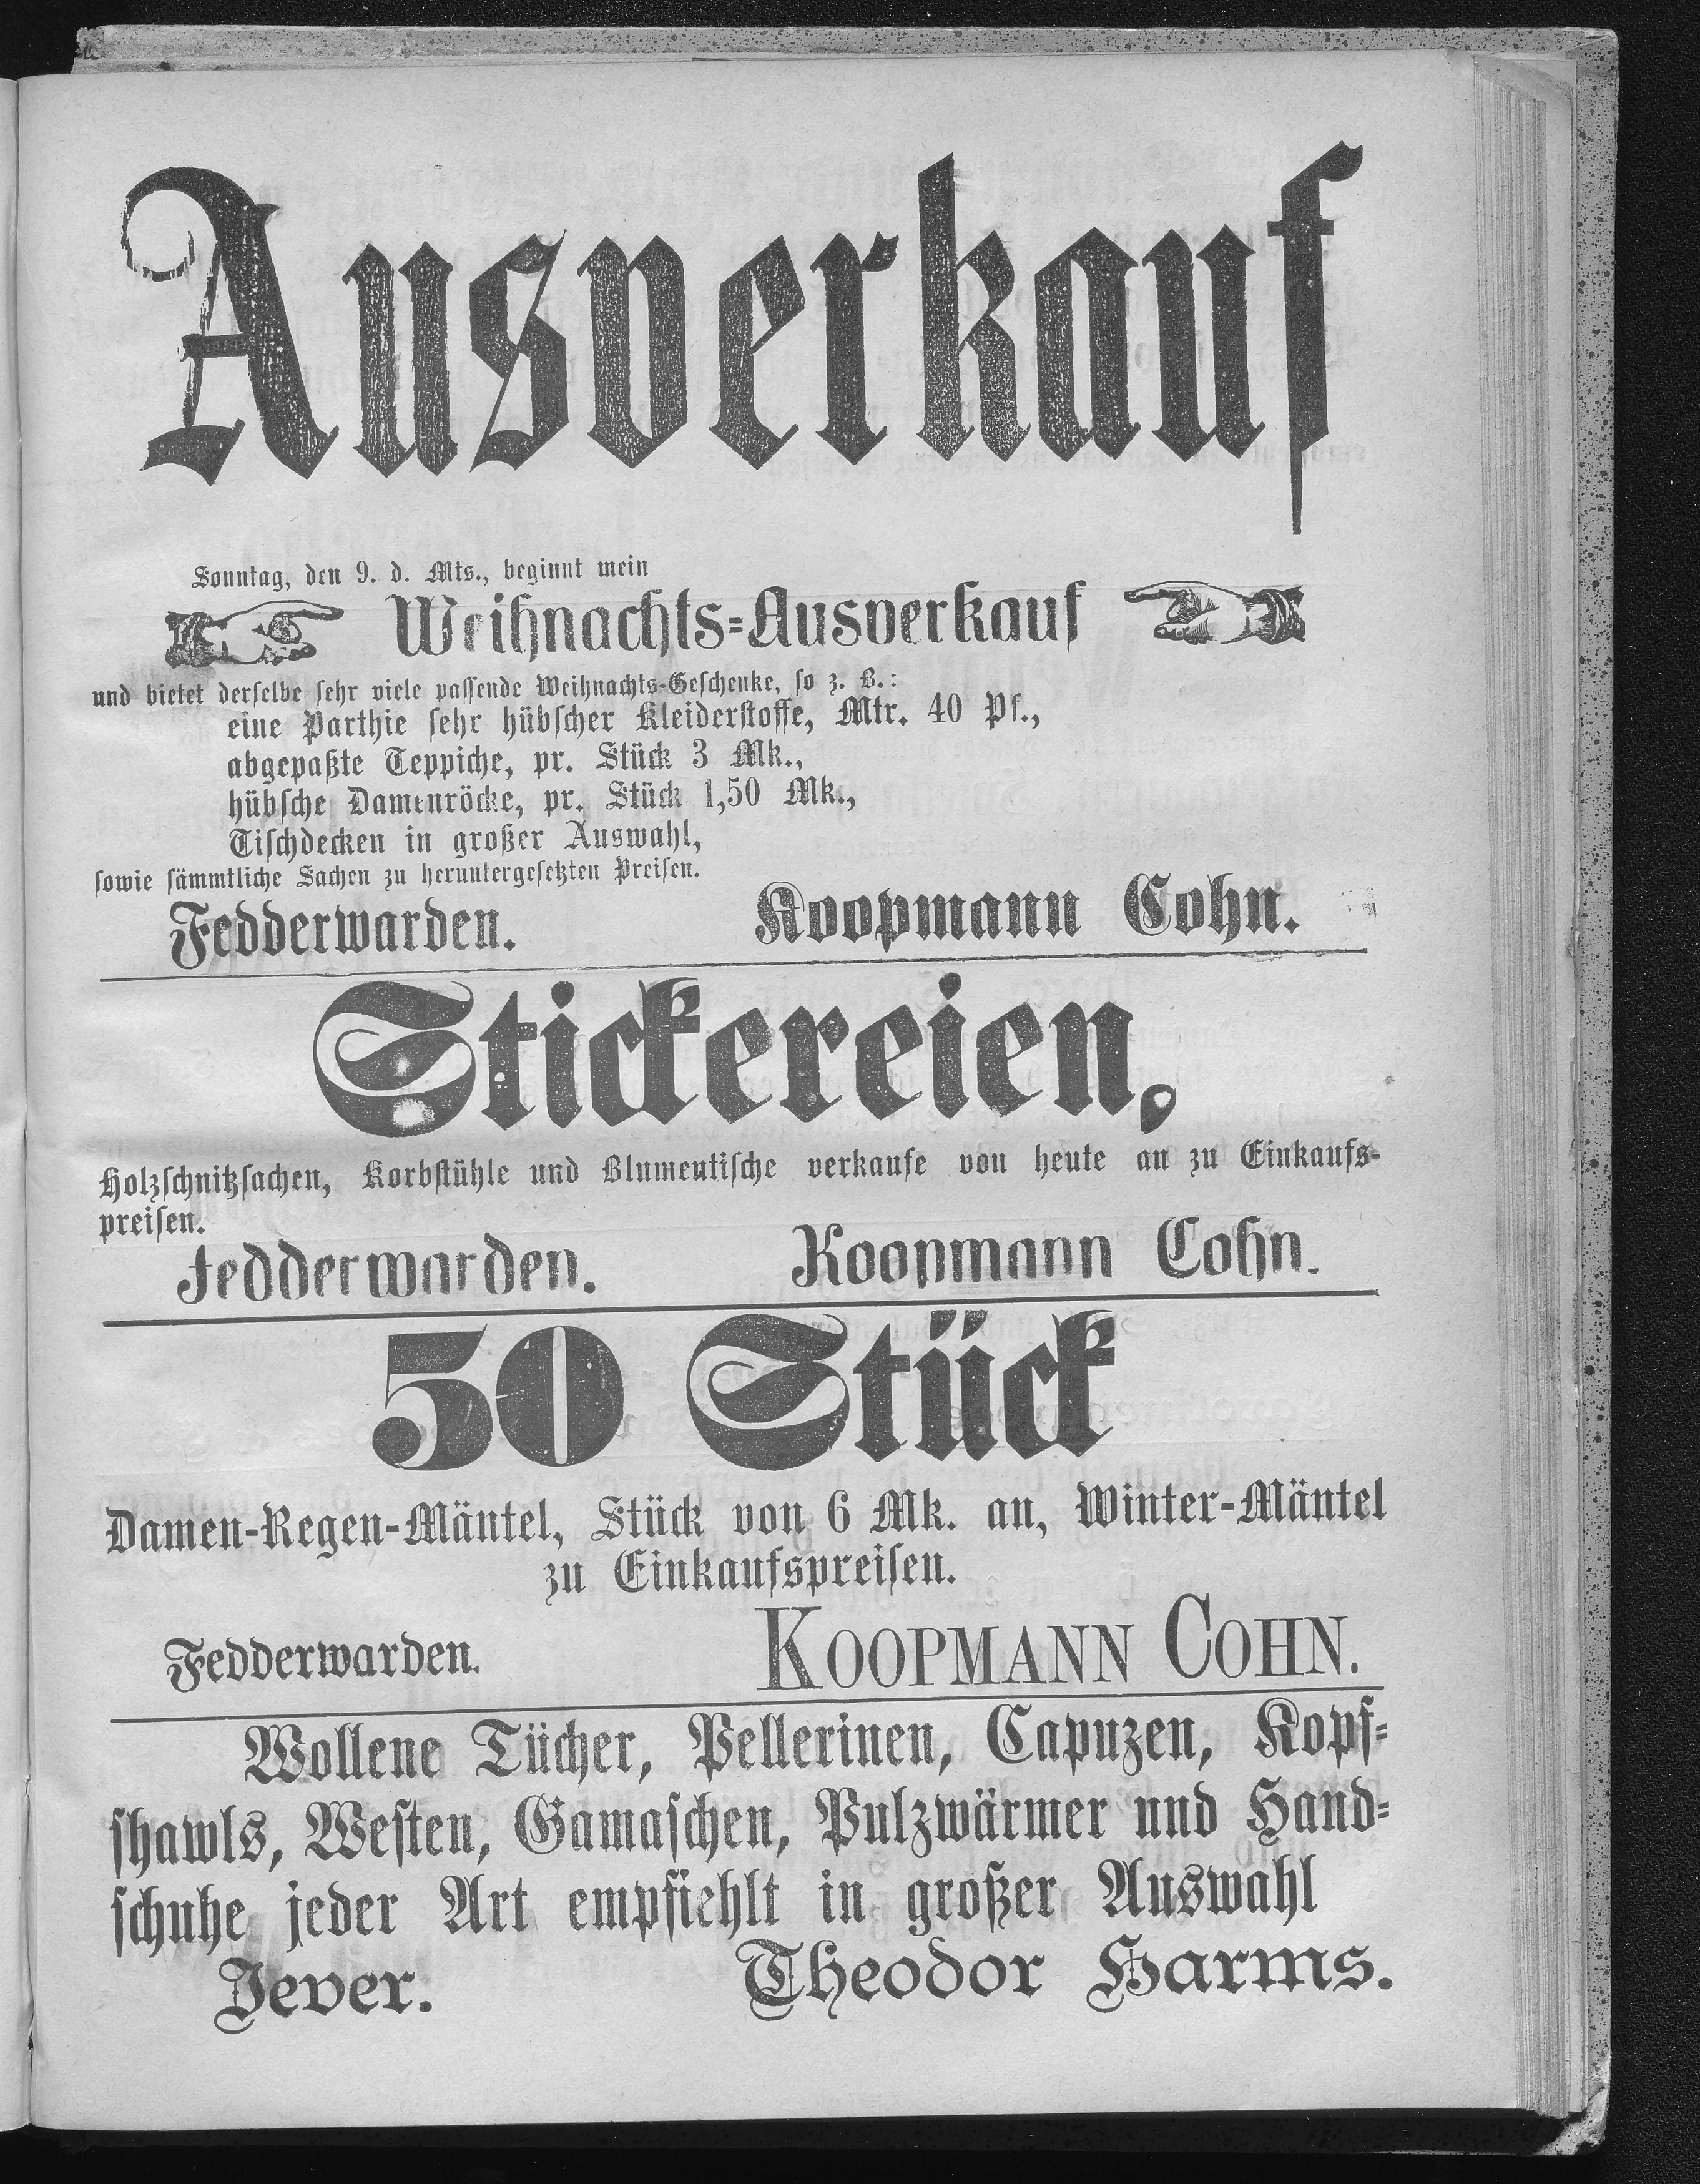 Ausverkauf
Sonntag, den 9. d. Mts., beginnt mein
Weihnachts=Ausverkauf
und bietet derselbe sehr viele passende Weihnachts-Geschenke, so z. B.:
eine Parthie sehr hübscher Kleiderstoffe, Mtr. 40 Pf.,
abgepaßte Teppiche, pr. Stück 3 Mk.,
hübsche Damenröcke, pr. Stück 1,50 Mk.,
Tischdecken in großer Auswahl,
sowie sämmtliche Sachen zu heruntergesetzten Preisen.
Fedderwarden. Koopmann Cohn.
Stickereien,
Holzschnitzsachen, Korbstühle und Blumentische verkaufe von heute an zu Einkaufs-
preisen.
Fedderwarden. Koopmann Cohn.
50 Stück
Damen-Regen-Mäntel, Stück von 6 Mk. an, Winter-Mäntel
zu Einkaufspreisen.
Fedderwarden. KOOPMANN COHN.
Wollene Tücher, Pellerinen, Capuzen, Kopf=
shawls, Westen, Gamaschen, Pulzwärmer und Hand=
schuhe jeder Art empfiehlt in großer Auswahl
Jever. Theodor Harms.